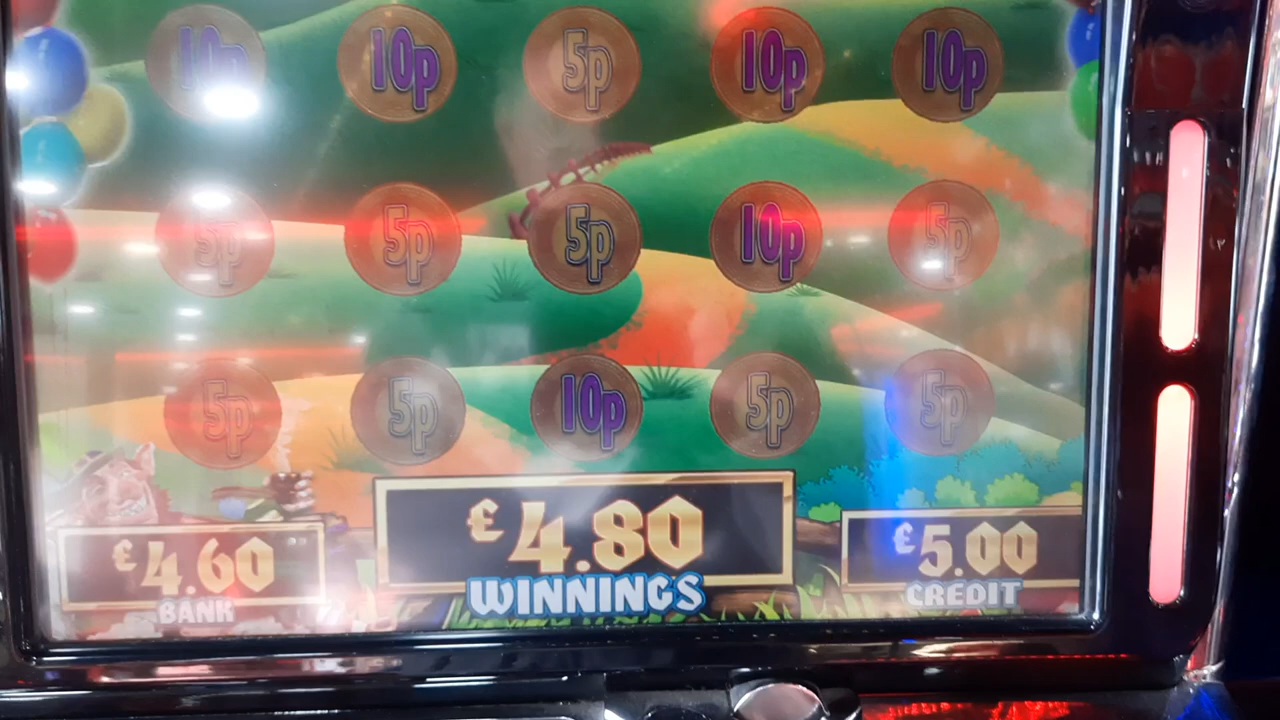 10p 10p 5p 10p 10p
5p 5p 5p 10p 5p
5p 5p 10p 5p 5p
£4.60
BANK
£4.80
WINNINGS
£5.00
CREDIT